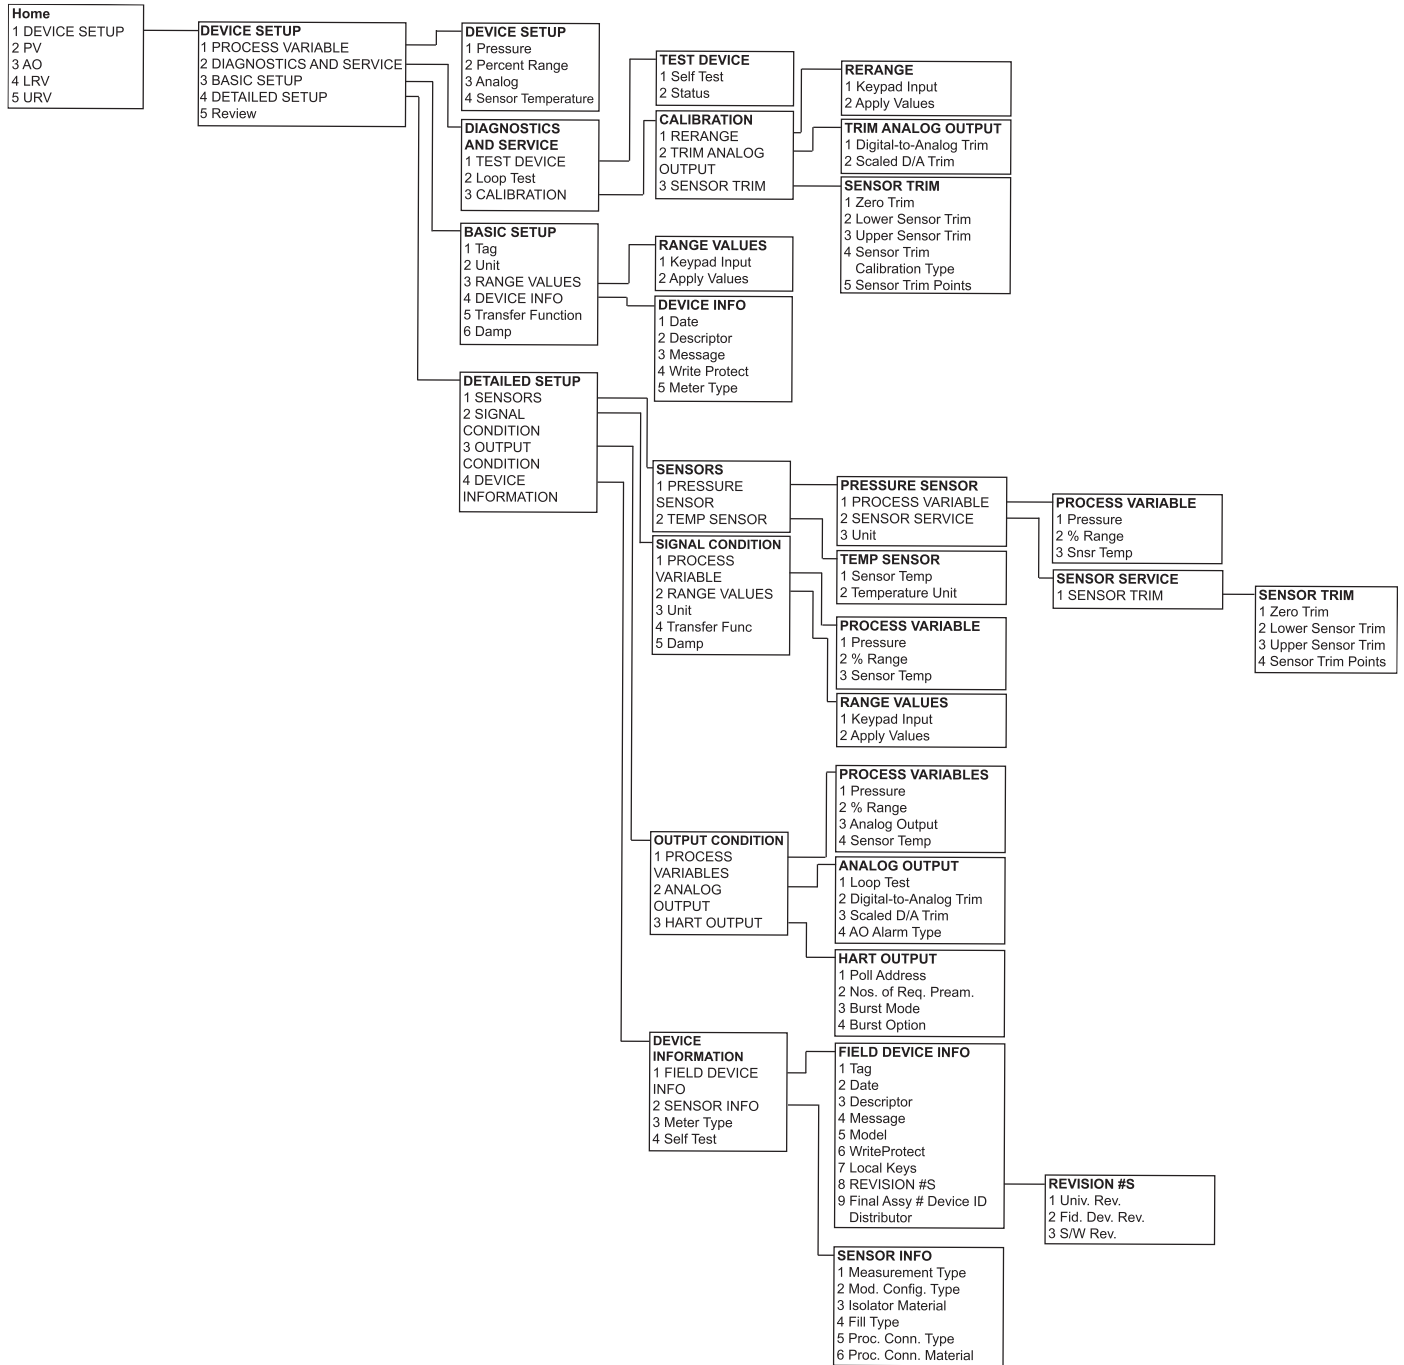 Home
1 DEVICE SETUP
2 PV
3 AO
4 LRV
5 URV
DEVICE SETUP
1 PROCESS VARIABLE
2 DIAGNOSTICS AND SERVICE
3 BASIC SETUP
4 DETAILED SETUP
5 Review
DEVICE SETUP
1 Pressure
2 Percent Range
3 Analog
4 Sensor Temperature
DIAGNOSTICS
AND SERVICE
1 TEST DEVICE
2 Loop Test
3 CALIBRATION
TEST DEVICE
1 Self Test
2 Status
CALIBRATION
1 RERANGE
2 TRIM ANALOG
OUTPUT
3 SENSOR TRIM
RERANGE
1 Keypad Input
2 Apply Values
TRIM ANALOG OUTPUT
1 Digital-to-Analog Trim
2 Scaled D/A Trim
SENSOR TRIM
1 Zero Trim
2 Lower Sensor Trim
3 Upper Sensor Trim
4 Sensor Trim
Calibration Type
5 Sensor Trim Points
BASIC SETUP
1 Tag
2 Unit
3 RANGE VALUES
4 DEVICE INFO
5 Transfer Function
6 Damp
RANGE VALUES
1 Keypad Input
2 Apply Values
DEVICE INFO
1 Date
2 Descriptor
3 Message
4 Write Protect
5 Meter Type
DETAILED SETUP
1 SENSORS
2 SIGNAL
CONDITION
3 OUTPUT
CONDITION
4 DEVICE
INFORMATION
SENSORS
1 PRESSURE
SENSOR
2 TEMP SENSOR
PRESSURE SENSOR
1 PROCESS VARIABLE
2 SENSOR SERVICE
3 Unit
PROCESS VARIABLE
1 Pressure
2 % Range
3 Snsr Temp
SENSOR SERVICE
1 SENSOR TRIM
SENSOR TRIM
1 Zero Trim
2 Lower Sensor Trim
3 Upper Sensor Trim
4 Sensor Trim Points
TEMP SENSOR
1 Sensor Temp
2 Temperature Unit
SIGNAL CONDITION
1 PROCESS
VARIABLE
2 RANGE VALUES
3 Unit
4 Transfer Func
5 Damp
PROCESS VARIABLE
1 Pressure
2 % Range
3 Sensor Temp
RANGE VALUES
1 Keypad Input
2 Apply Values
OUTPUT CONDITION
1 PROCESS
VARIABLES
2 ANALOG
OUTPUT
3 HART OUTPUT
PROCESS VARIABLES
1 Pressure
2 % Range
3 Analog Output
4 Sensor Temp
ANALOG OUTPUT
1 Loop Test
2 Digital-to-Analog Trim
3 Scaled D/A Trim
4 AO Alarm Type
HART OUTPUT
1 Poll Address
2 Nos. of Req. Pream.
3 Burst Mode
4 Burst Option
DEVICE
INFORMATION
1 FIELD DEVICE
INFO
2 SENSOR INFO
3 Meter Type
4 Self Test
FIELD DEVICE INFO
1 Tag
2 Date
3 Descriptor
4 Message
5 Model
6 WriteProtect
7 Local Keys
8 REVISION #S
9 Final Assy # Device ID
Distributor
REVISION #S
1 Univ. Rev.
2 Fid. Dev. Rev.
3 S/W Rev.
SENSOR INFO
1 Measurement Type
2 Mod. Config. Type
3 Isolator Material
4 Fill Type
5 Proc. Conn. Type
6 Proc. Conn. Material